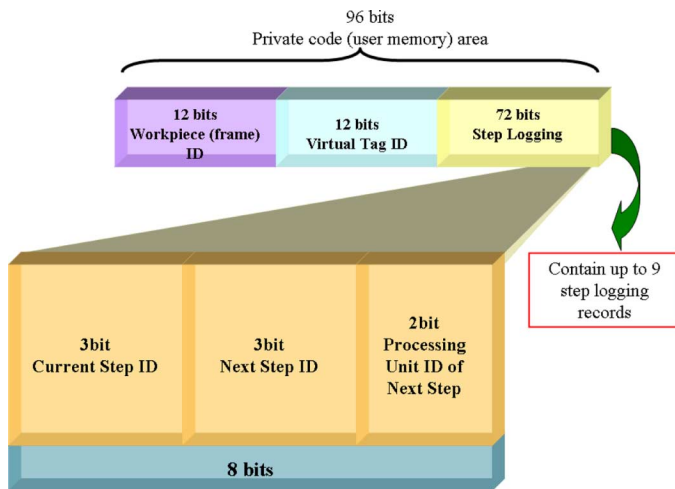 96 bits
Private code (user memory) area
12 bits
Workpiece (frame)
ID
12 bits
Virtual Tag ID
72 bits
Step Logging
Contain up to 9
step logging
records
3bit
Current Step ID
3bit
Next Step ID
2bit
Processing
Unit ID of
Next Step
8 bits